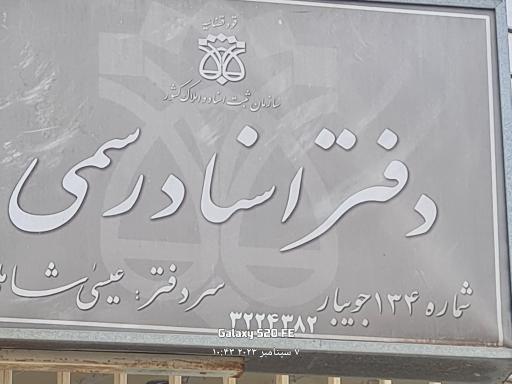 قوه قضائیه
سازمان ثبت اسناد و املاک کشور
دفتر اسناد رسمی
شماره ۱۳۴ جویبار سردفتر: عیسی
۳۲۲۴۳۸۲
Galaxy S20 FE
۷ سپتامبر ۲۰۲۳ ۱۰:۴۳